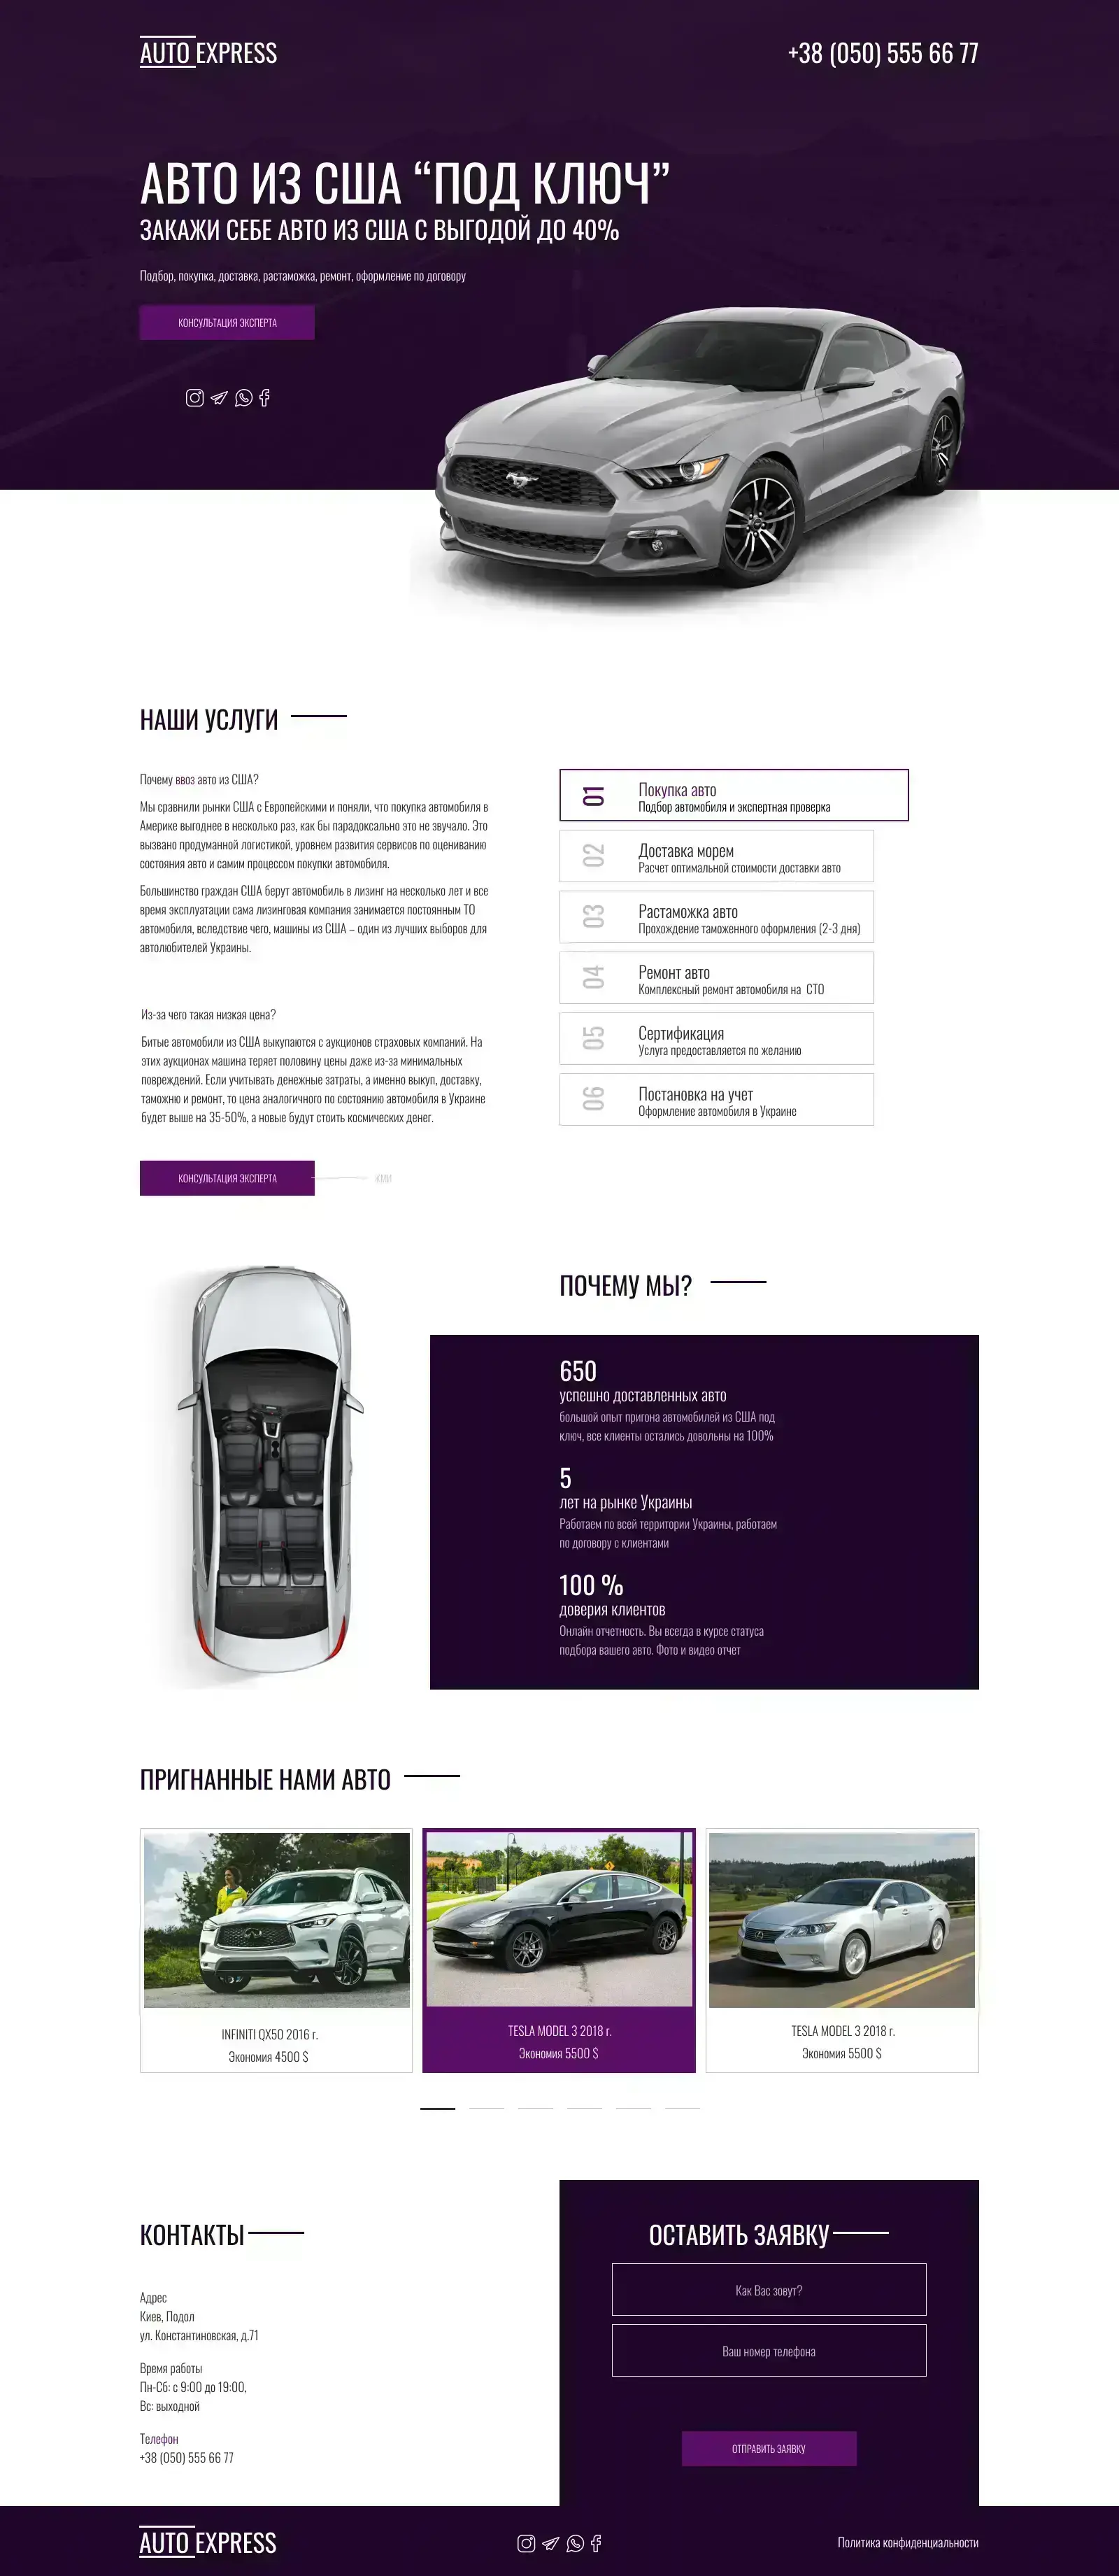 AUTO EXPRESS
+38 (050) 555 66 77
АВТО ИЗ США “ПОД КЛЮЧ”
ЗАКАЖИ СЕБЕ АВТО ИЗ США С ВЫГОДОЙ ДО 40%
Подбор, покупка, доставка, растаможка, ремонт, оформление по договору
КОНСУЛЬТАЦИЯ ЭКСПЕРТА
НАШИ УСЛУГИ
Почему ввоз авто из США?
Мы сравнили рынки США с Европейскими и поняли, что покупка автомобиля в
Америке выгоднее в несколько раз, как бы парадоксально это не звучало. Это
вызвано продуманной логистикой, уровнем развития сервисов по оцениванию
состояния авто и самим процессом покупки автомобиля.
Большинство граждан США берут автомобиль в лизинг на несколько лет и все
время эксплуатации сама лизинговая компания занимается постоянным ТО
автомобиля, вследствие чего, машины из США – один из лучших выборов для
автолюбителей Украины.
Из-за чего такая низкая цена?
Битые автомобили из США выкупаются с аукционов страховых компаний. На
этих аукционах машина теряет половину цены даже из-за минимальных
повреждений. Если учитывать денежные затраты, а именно выкуп, доставку,
таможню и ремонт, то цена аналогичного по состоянию автомобиля в Украине
будет выше на 35-50%, а новые будут стоить космических денег.
КОНСУЛЬТАЦИЯ ЭКСПЕРТА
01
Покупка авто
Подбор автомобиля и экспертная проверка
02
Доставка морем
Расчет оптимальной стоимости доставки авто
03
Растаможка авто
Прохождение таможенного оформления (2-3 дня)
04
Ремонт авто
Комплексный ремонт автомобиля на СТО
05
Сертификация
Услуга предоставляется по желанию
06
Постановка на учет
Оформление автомобиля в Украине
ПОЧЕМУ МЫ?
650
успешно доставленных авто
большой опыт пригона автомобилей из США под
ключ, все клиенты остались довольны на 100%
5
лет на рынке Украины
Работаем по всей территории Украины, работаем
по договору с клиентами
100 %
доверия клиентов
Онлайн отчетность. Вы всегда в курсе статуса
подбора вашего авто. Фото и видео отчет
ПРИГНАННЫЕ НАМИ АВТО
INFINITI QX50 2016 г.
Экономия 4500 $
TESLA MODEL 3 2018 г.
Экономия 5500 $
TESLA MODEL 3 2018 г.
Экономия 5500 $
КОНТАКТЫ
Адрес
Киев, Подол
ул. Константиновская, д.71
Время работы
Пн-Сб: с 9:00 до 19:00,
Вс: выходной
Телефон
+38 (050) 555 66 77
ОСТАВИТЬ ЗАЯВКУ
Как Вас зовут?
Ваш номер телефона
ОТПРАВИТЬ ЗАЯВКУ
AUTO EXPRESS
Политика конфиденциальности